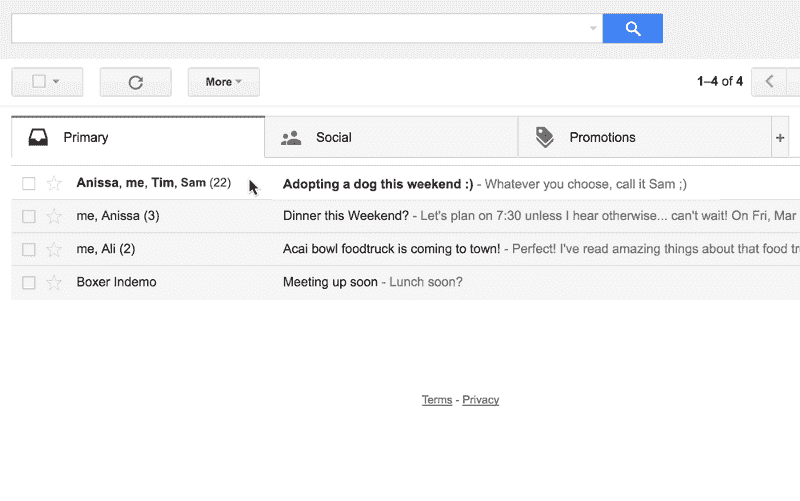 More 1–4 of 4
Primary Social Promotions +
Anissa, me, Tim, Sam (22) Adopting a dog this weekend :) - Whatever you choose, call it Sam ;)
me, Anissa (3) Dinner this Weekend? - Let's plan on 7:30 unless I hear otherwise... can't wait! On Fri, Mar
me, Ali (2) Acai bowl foodtruck is coming to town! - Perfect! I've read amazing things about that food tr
Boxer Indemo Meeting up soon - Lunch soon?
Terms - Privacy